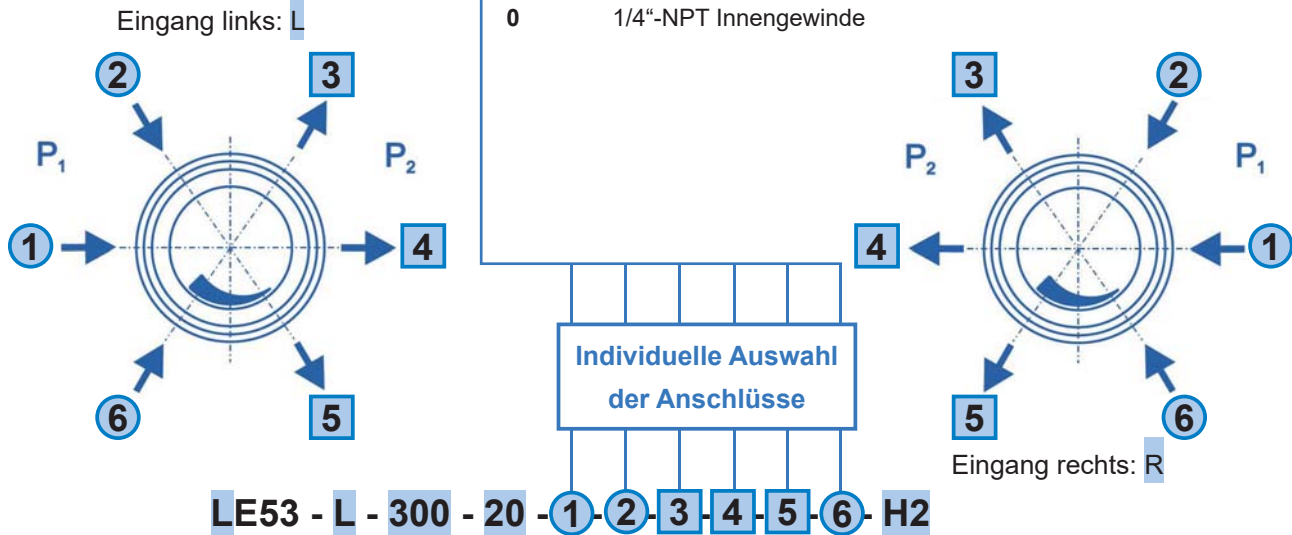 Eingang links: L
0 1/4“-NPT Innengewinde
2 3 3 2
P1 P2 P2 P1
1 4 4 1
Individuelle Auswahl
der Anschlüsse
6 5 5 6
Eingang rechts: R
LE53 - L - 300 - 20 - 1 - 2 - 3 - 4 - 5 - 6 - H2